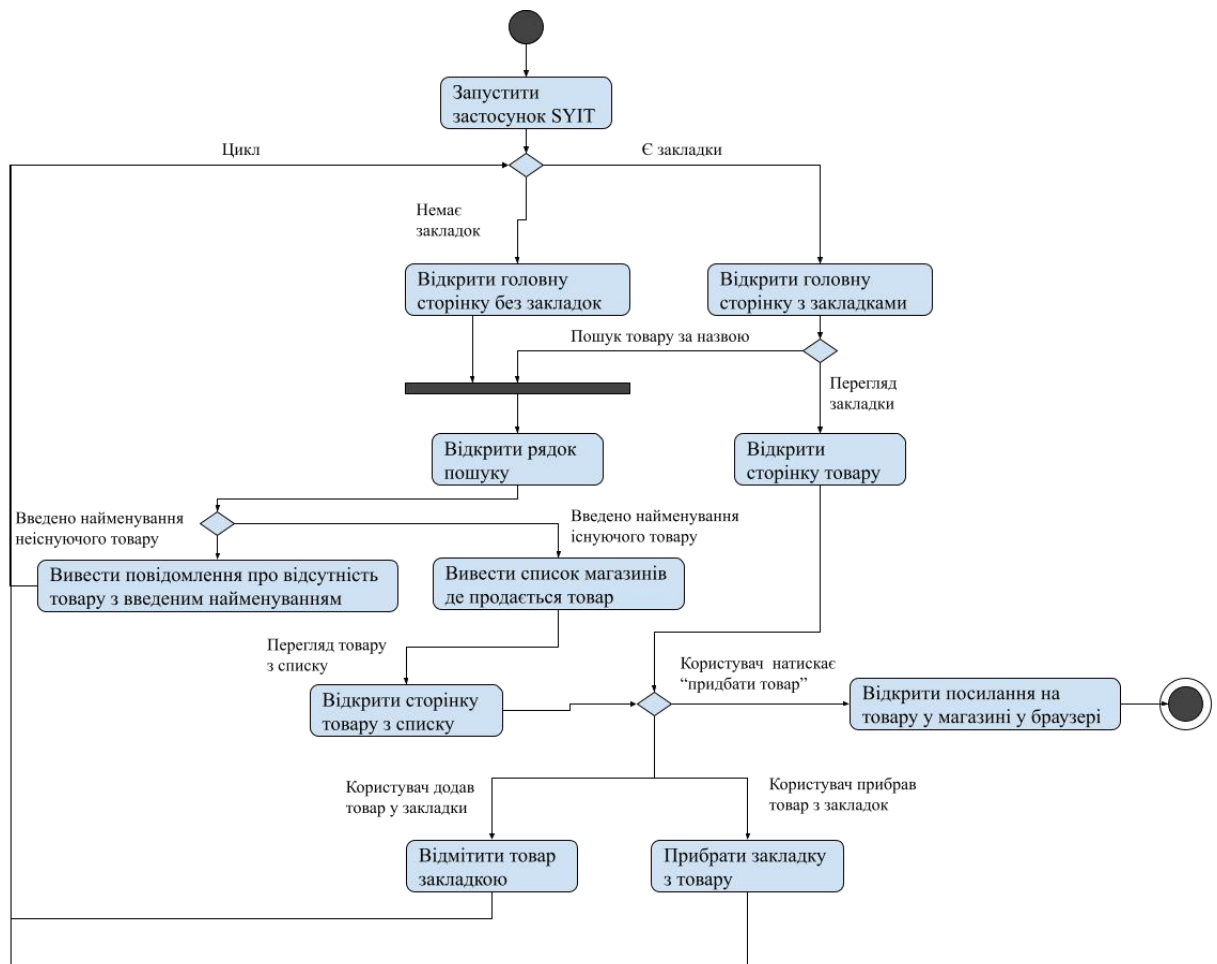 Запустити
застосунок SYIT
Цикл
Є закладки
Немає
закладок
Відкрити головну
сторінку без закладок
Відкрити головну
сторінку з закладками
Пошук товару за назвою
Перегляд
закладки
Відкрити рядок
пошуку
Відкрити
сторінку товару
Введено найменування
неіснуючого товару
Введено найменування
існуючого товару
Вивести повідомлення про відсутність
товару з введеним найменуванням
Вивести список магазинів
де продається товар
Перегляд товару
з списку
Користувач натискає
“придбати товар”
Відкрити сторінку
товару з списку
Відкрити посилання на
товару у магазині у браузері
Користувач додав
товар у закладки
Користувач прибрав
товар з закладок
Відмітити товар
закладкою
Прибрати закладку
з товару